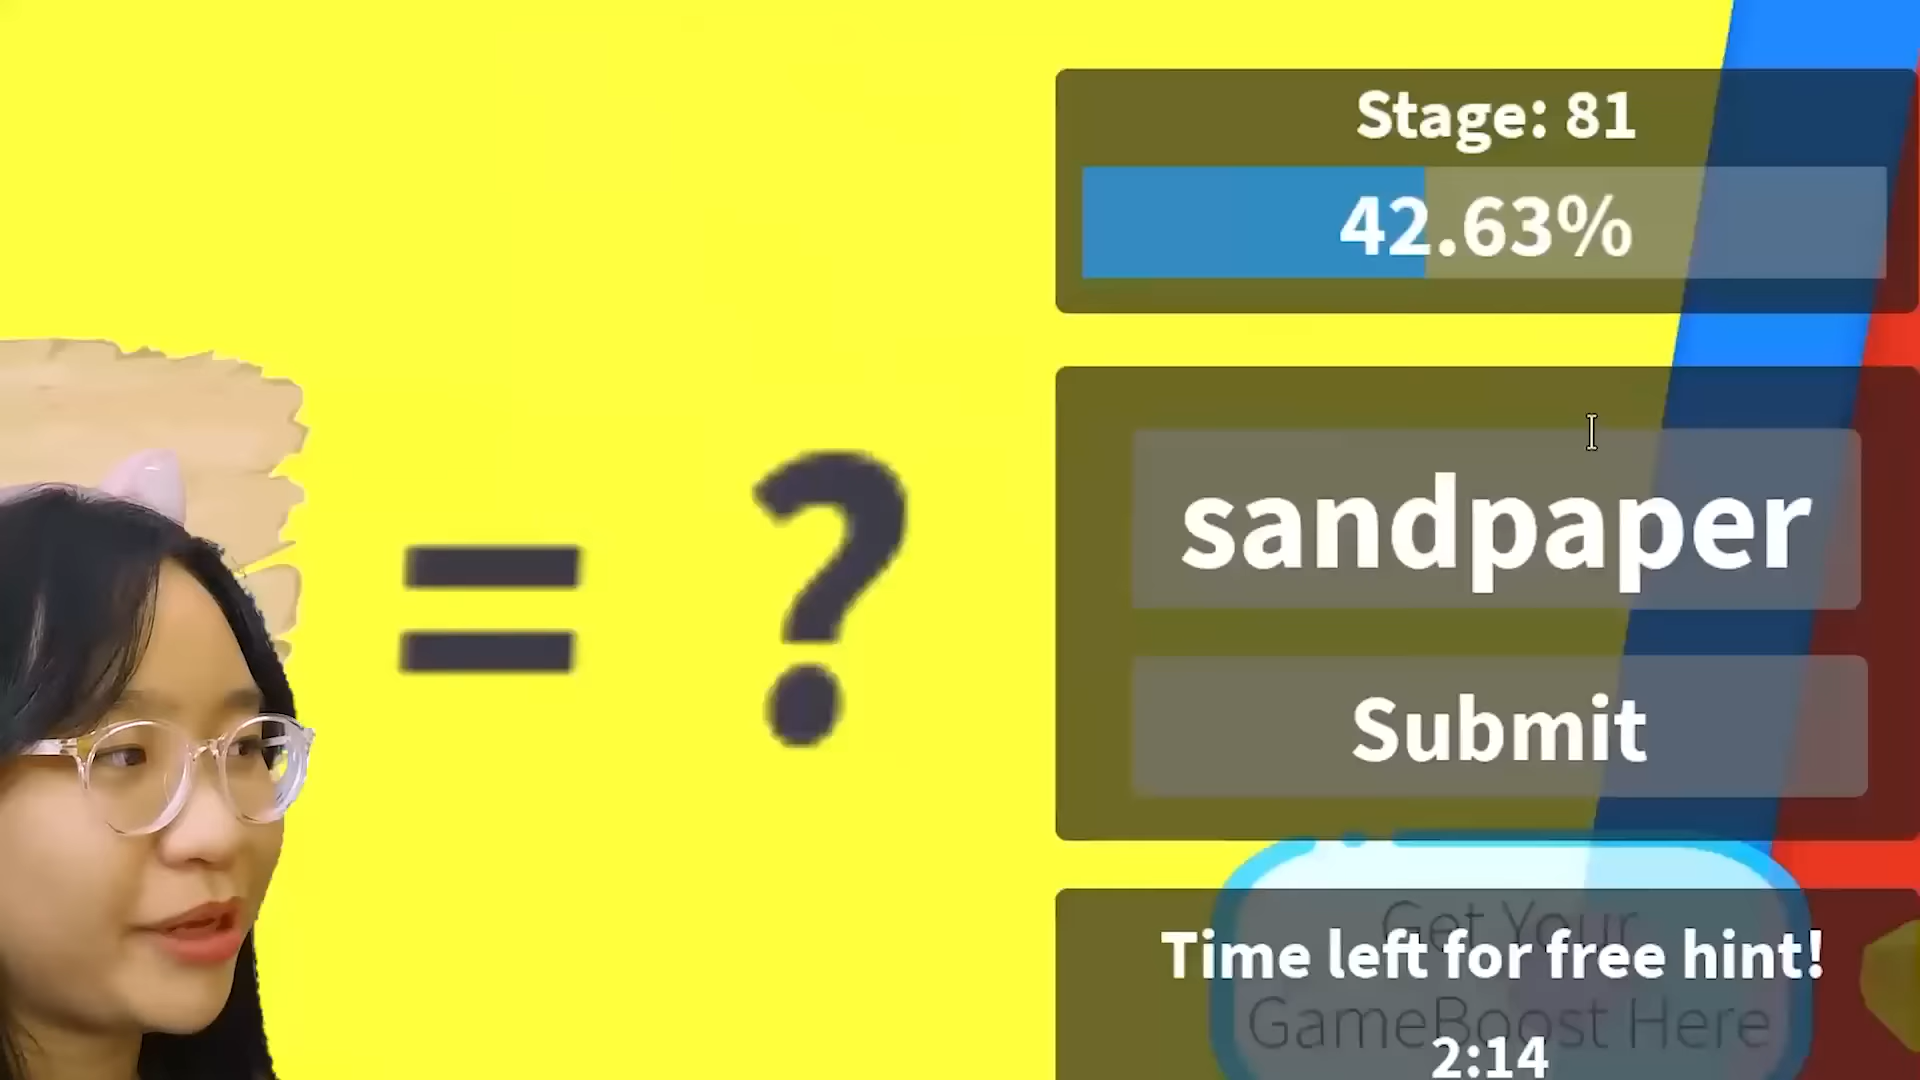 Stage: 81
42.63%
= ?
sandpaper
Submit
Get Your
Time left for free hint!
GameBoost Here
2:14